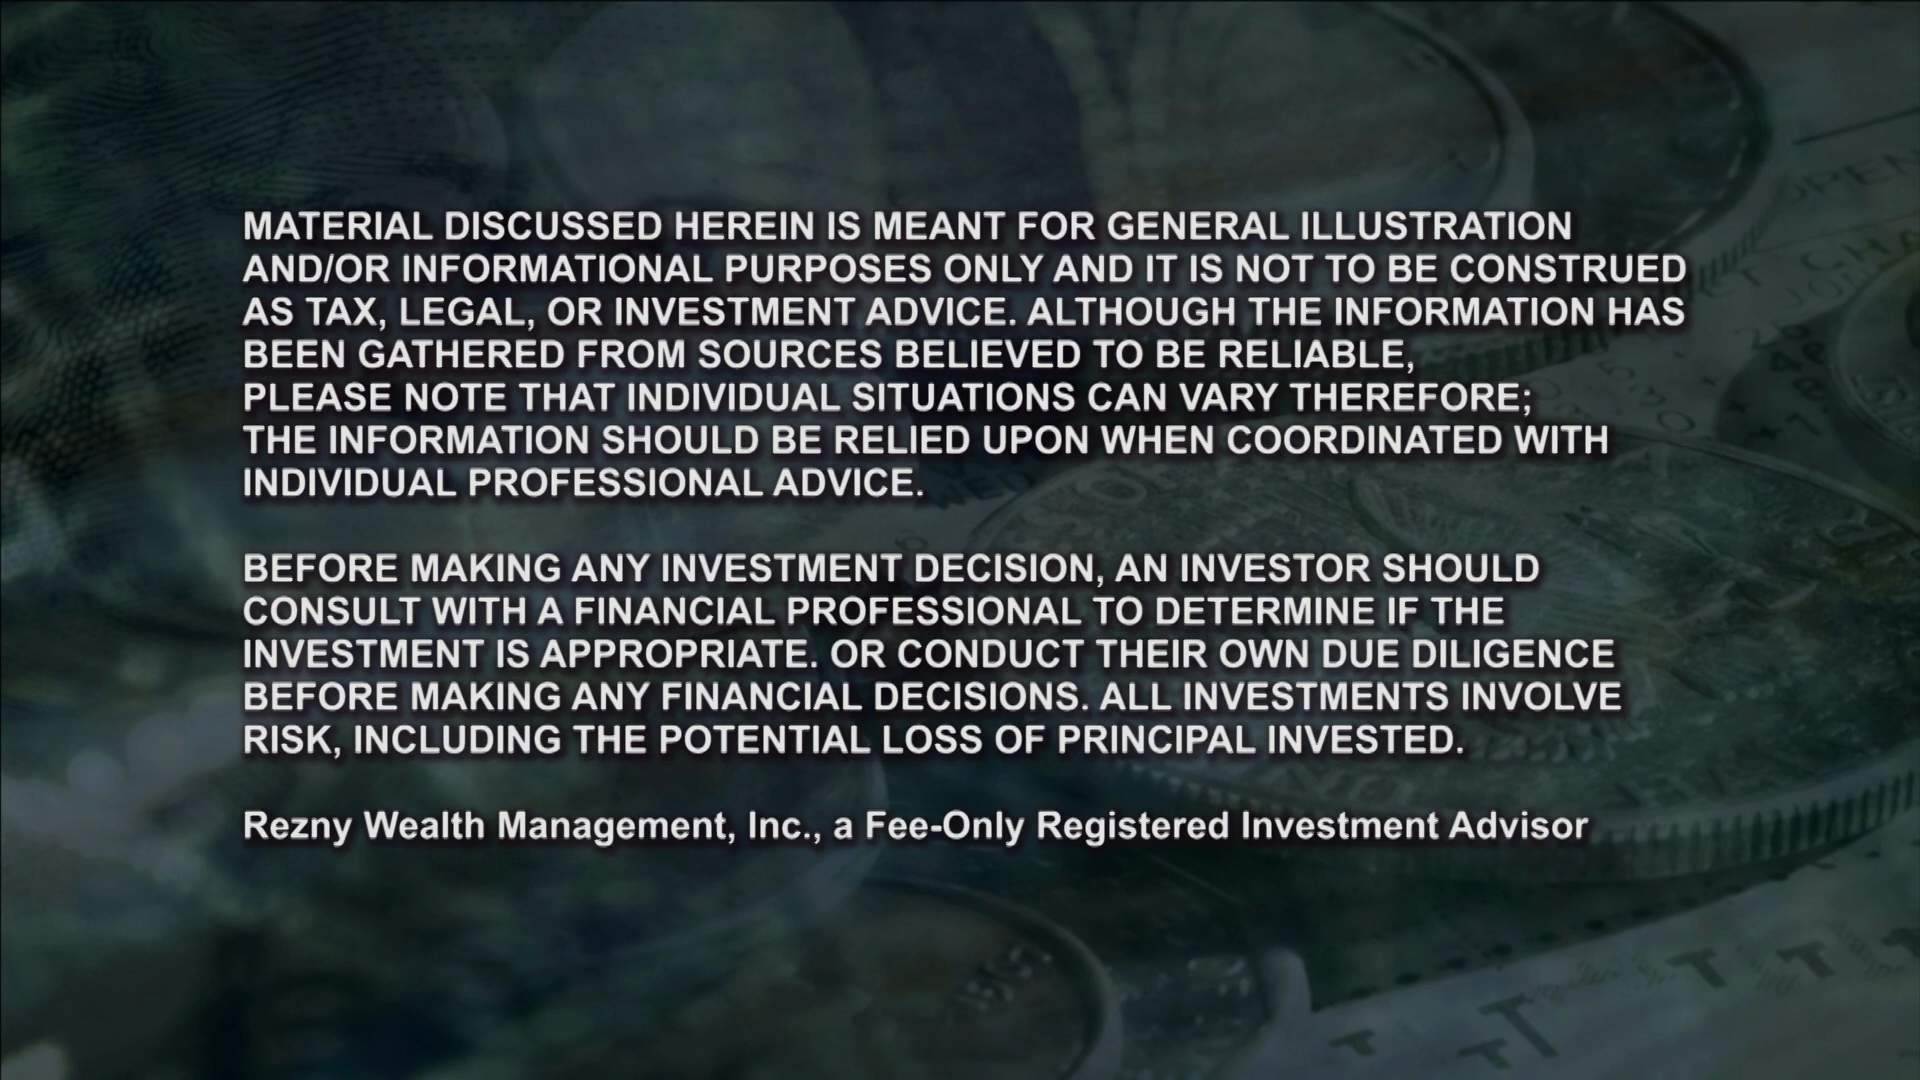 MATERIAL DISCUSSED HEREIN IS MEANT FOR GENERAL ILLUSTRATION
AND/OR INFORMATIONAL PURPOSES ONLY AND IT IS NOT TO BE CONSTRUED
AS TAX, LEGAL, OR INVESTMENT ADVICE. ALTHOUGH THE INFORMATION HAS
BEEN GATHERED FROM SOURCES BELIEVED TO BE RELIABLE,
PLEASE NOTE THAT INDIVIDUAL SITUATIONS CAN VARY THEREFORE;
THE INFORMATION SHOULD BE RELIED UPON WHEN COORDINATED WITH
INDIVIDUAL PROFESSIONAL ADVICE.
BEFORE MAKING ANY INVESTMENT DECISION, AN INVESTOR SHOULD
CONSULT WITH A FINANCIAL PROFESSIONAL TO DETERMINE IF THE
INVESTMENT IS APPROPRIATE. OR CONDUCT THEIR OWN DUE DILIGENCE
BEFORE MAKING ANY FINANCIAL DECISIONS. ALL INVESTMENTS INVOLVE
RISK, INCLUDING THE POTENTIAL LOSS OF PRINCIPAL INVESTED.
Rezny Wealth Management, Inc., a Fee-Only Registered Investment Advisor